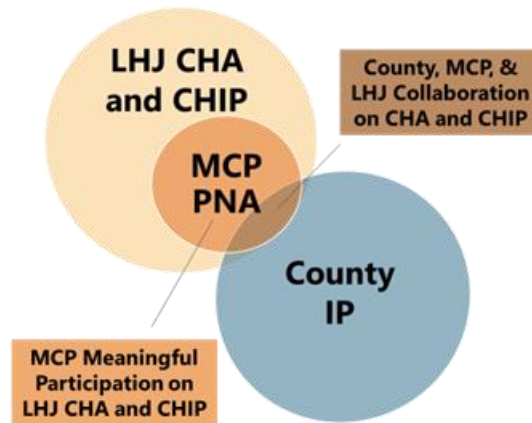 LHJ CHA
and CHIP
County, MCP, &
LHJ Collaboration
on CHA and CHIP
MCP
PNA
County
IP
MCP Meaningful
Participation on
LHJ CHA and CHIP